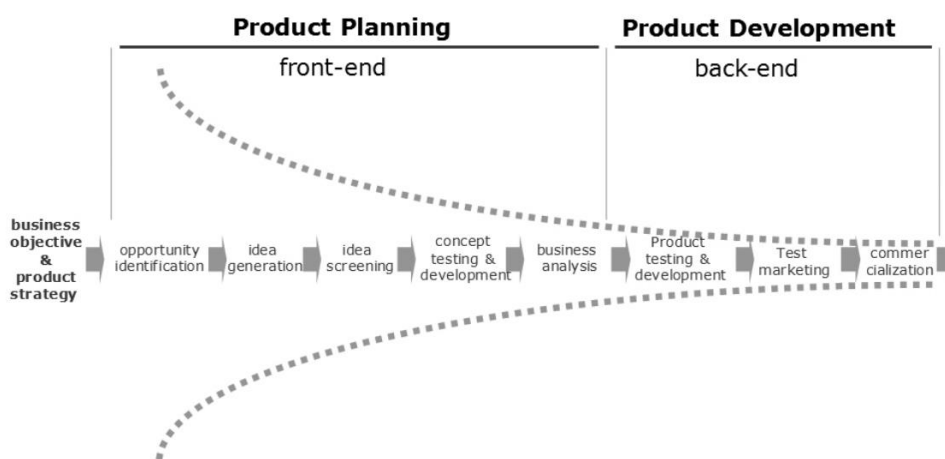 Product Planning
Product Development
front-end
back-end
business
objective
&
product
strategy
opportunity
identification
idea
generation
idea
screening
concept
testing &
development
business
analysis
Product
testing &
development
Test
marketing
commer
cialization